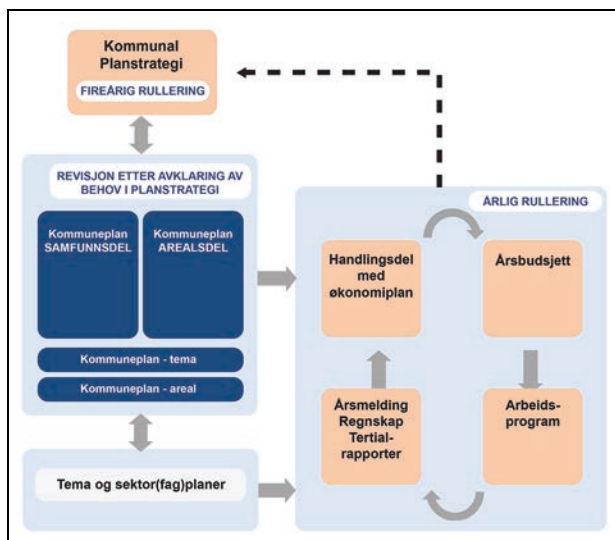 Kommunal
Planstrategi
FIREÅRIG RULLERING
REVISJON ETTER AVKLARING AV
BEHOV I PLANSTRATEGI
Kommuneplan
SAMFUNNSDEL
Kommuneplan
AREALSDEL
Kommuneplan - tema
Kommuneplan - areal
Tema og sektor(fag)planer
ÅRLIG RULLERING
Handlingsdel
med
økonomiplan
Årsbudsjett
Årsmelding
Regnskap
Tertial-
rapporter
Arbeids-
program